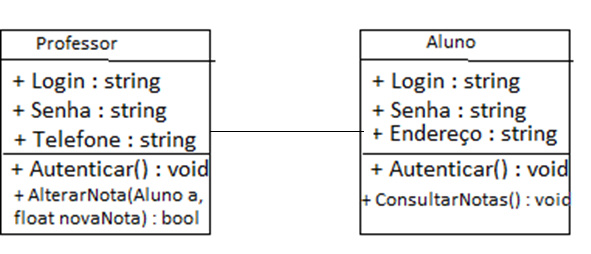 Professor
+ Login : string
+ Senha : string
+ Telefone : string
+ Autenticar() : void
+ AlterarNota(Aluno a,
float novaNota) : bool
Aluno
+ Login : string
+ Senha : string
+ Endereço : string
+ Autenticar() : void
+ ConsultarNotas() : void